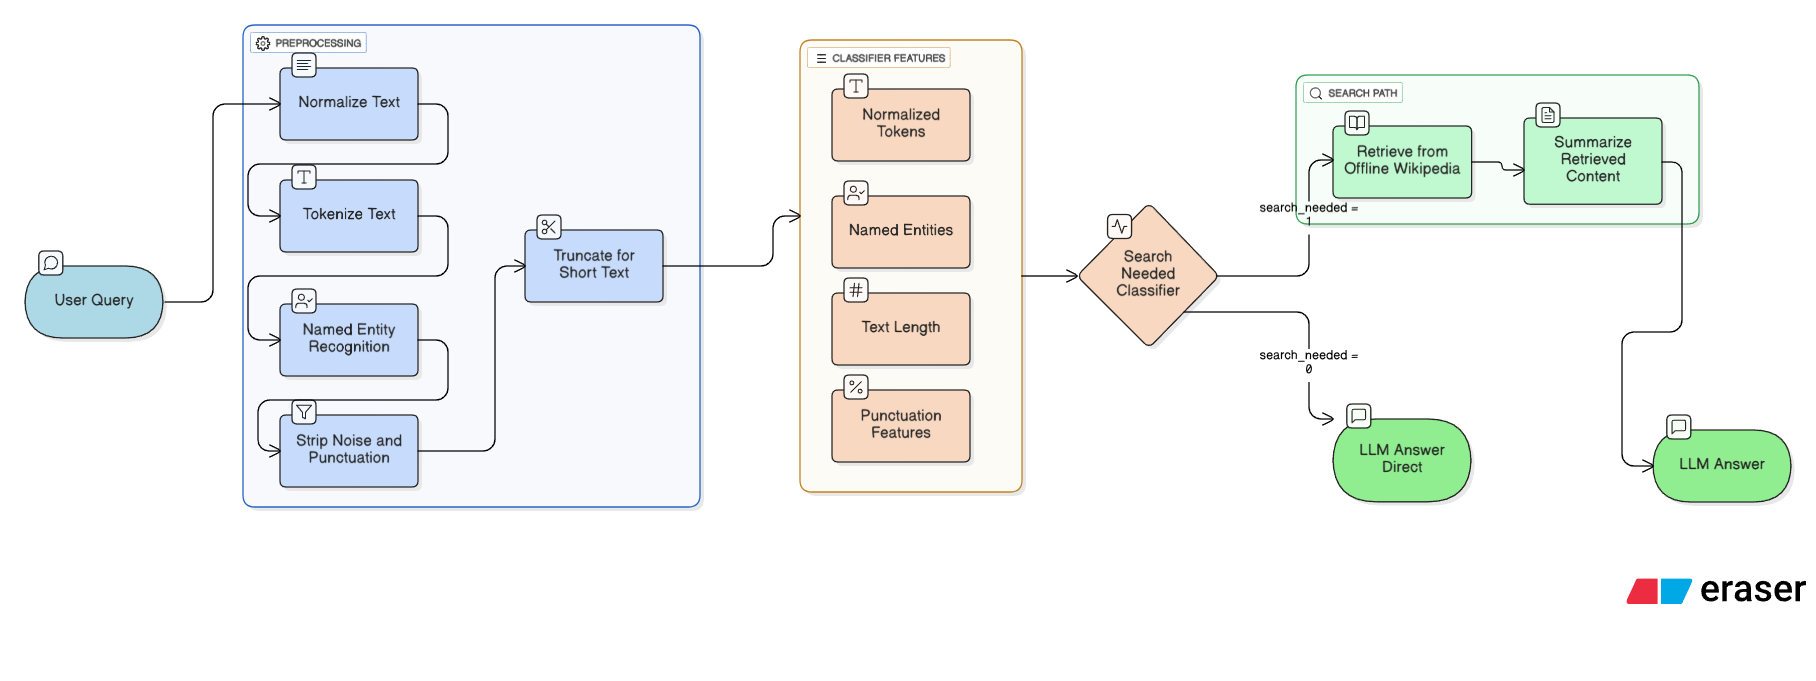 PREPROCESSING
Normalize Text
Tokenize Text
Named Entity
Recognition
Strip Noise and
Punctuation
Truncate for
Short Text
User Query
CLASSIFIER FEATURES
Normalized
Tokens
Named Entities
Text Length
Punctuation
Features
Search
Needed
Classifier
search_needed =
1
search_needed =
0
SEARCH PATH
Retrieve from
Offline Wikipedia
Summarize
Retrieved
Content
LLM Answer
Direct
LLM Answer
eraser